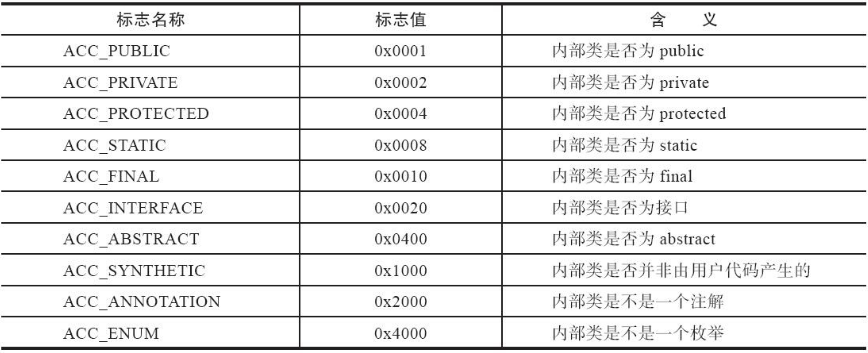 标志名称 标志值 含 义
ACC_PUBLIC 0x0001 内部类是否为 public
ACC_PRIVATE 0x0002 内部类是否为 private
ACC_PROTECTED 0x0004 内部类是否为 protected
ACC_STATIC 0x0008 内部类是否为 static
ACC_FINAL 0x0010 内部类是否为 final
ACC_INTERFACE 0x0020 内部类是否为接口
ACC_ABSTRACT 0x0400 内部类是否为 abstract
ACC_SYNTHETIC 0x1000 内部类是否并非由用户代码产生的
ACC_ANNOTATION 0x2000 内部类是不是一个注解
ACC_ENUM 0x4000 内部类是不是一个枚举